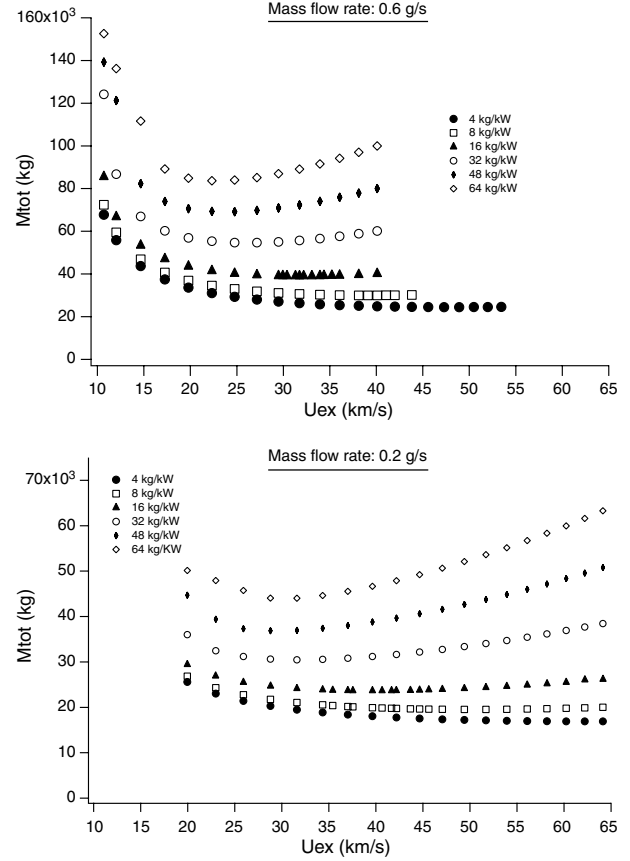 Mass flow rate: 0.6 g/s
160x10³
100
80
60
40
20
0
Mtot (kg)
4 kg/kW
8 kg/kW
16 kg/kW
32 kg/kW
48 kg/kW
64 kg/kW
10 15 20 25 30 35 40 45 50 55 60 65
Uex (km/s)
Mass flow rate: 0.2 g/s
70x10³
60
50
40
30
20
10
0
Mtot (kg)
4 kg/kW
8 kg/kW
16 kg/kW
32 kg/kW
48 kg/kW
64 kg/KW
10 15 20 25 30 35 40 45 50 55 60 65
Uex (km/s)